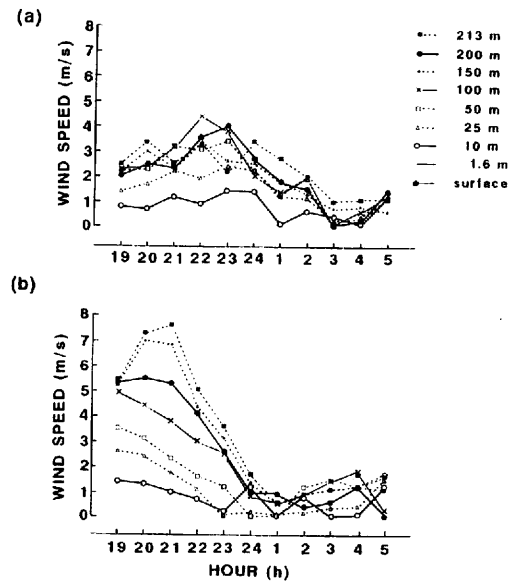 (a)
WIND SPEED (m/s)
8
7
6
5
4
3
2
1
0
19 20 21 22 23 24 1 2 3 4 5
213 m
200 m
150 m
100 m
50 m
25 m
10 m
1.6 m
surface
(b)
WIND SPEED (m/s)
8
7
6
5
4
3
2
1
0
19 20 21 22 23 24 1 2 3 4 5
HOUR (h)